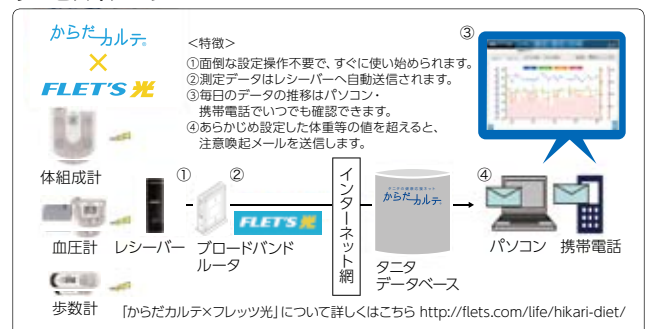 からだカルテ®
×
FLET'S光
<特徴>
①面倒な設定操作不要で、すぐに使い始められます。
②測定データはレシーバーへ自動送信されます。
③毎日のデータの推移はパソコン・
携帯電話でいつでも確認できます。
④あらかじめ設定した体重等の値を超えると、
注意喚起メールを送信します。
③
体組成計
血圧計
歩数計
①
レシーバー
②
ブロードバンド
ルータ
FLET'S光
インターネット網
からだカルテ®
タニタ
データベース
④
パソコン
携帯電話
「からだカルテ×フレッツ光」について詳しくはこちら http://flets.com/life/hikari-diet/